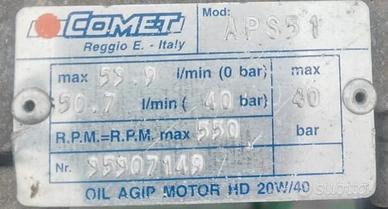 COMET
Reggio E. - Italy
Mod: APS51
max 53.9 l/min (0 bar) max
50.7 l/min ( 40 bar) 40
R.P.M.=R.P.M. max 550 bar
Nr. 95907149
OIL AGIP MOTOR HD 20W/40